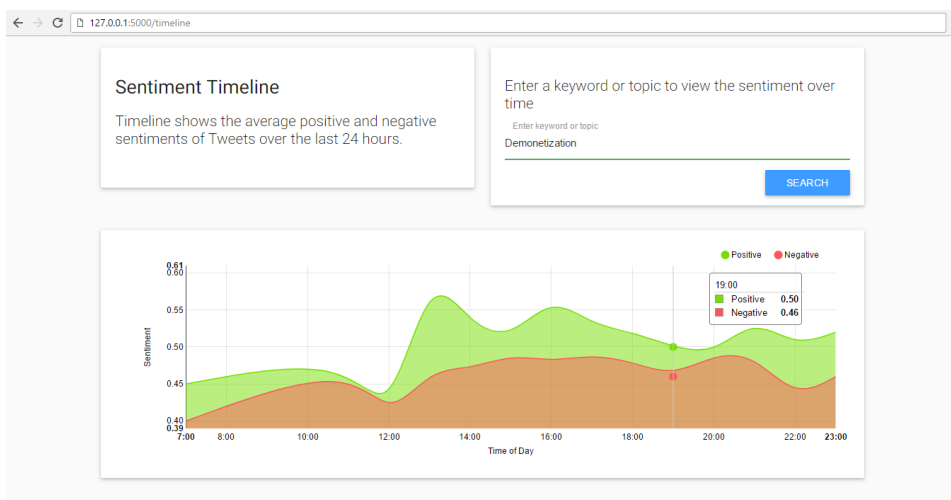 127.0.0.1:5000/timeline
Sentiment Timeline
Timeline shows the average positive and negative
sentiments of Tweets over the last 24 hours.
Enter a keyword or topic to view the sentiment over
time
Enter keyword or topic
Demonetization
SEARCH
Positive Negative
0.61
0.60
0.55
0.50
0.45
0.40
0.39
Sentiment
19:00
Positive 0.50
Negative 0.46
7:00 8:00 10:00 12:00 14:00 16:00 18:00 20:00 22:00 23:00
Time of Day